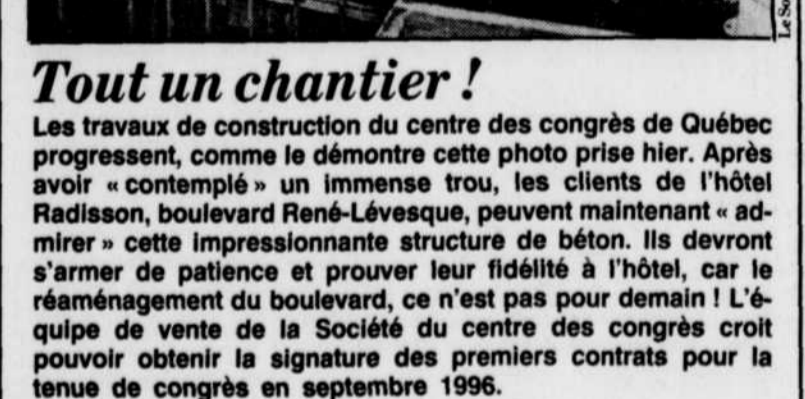 Le So
Tout un chantier !
Les travaux de construction du centre des congrès de Québec
progressent, comme le démontre cette photo prise hier. Après
avoir « contemplé » un immense trou, les clients de l'hôtel
Radisson, boulevard René-Lévesque, peuvent maintenant « ad-
mirer » cette impressionnante structure de béton. Ils devront
s'armer de patience et prouver leur fidélité à l'hôtel, car le
réaménagement du boulevard, ce n'est pas pour demain ! L'é-
quipe de vente de la Société du centre des congrès croit
pouvoir obtenir la signature des premiers contrats pour la
tenue de congrès en septembre 1996.